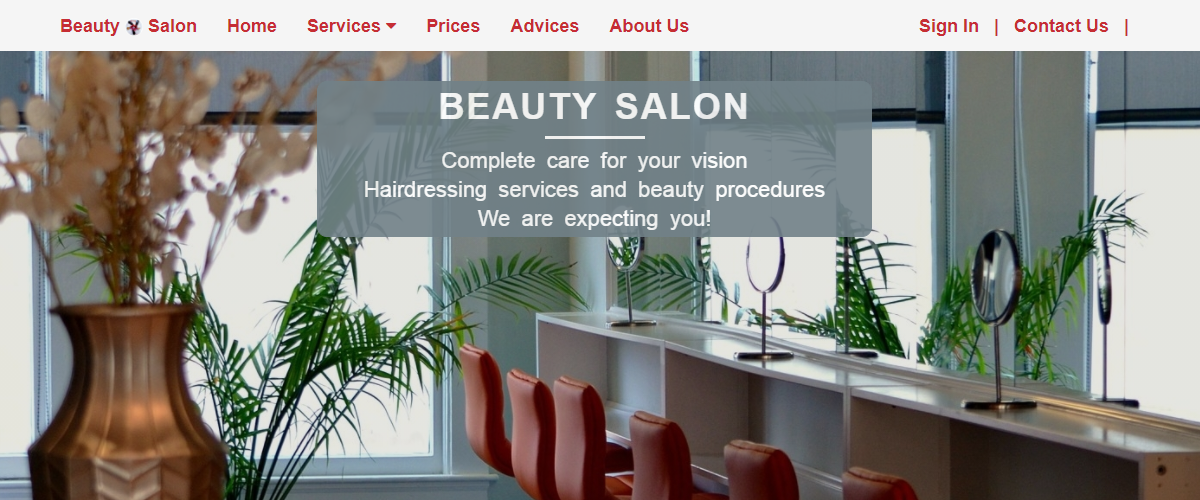 Beauty Salon Home Services Prices Advices About Us Sign In | Contact Us |
BEAUTY SALON
Complete care for your vision
Hairdressing services and beauty procedures
We are expecting you!